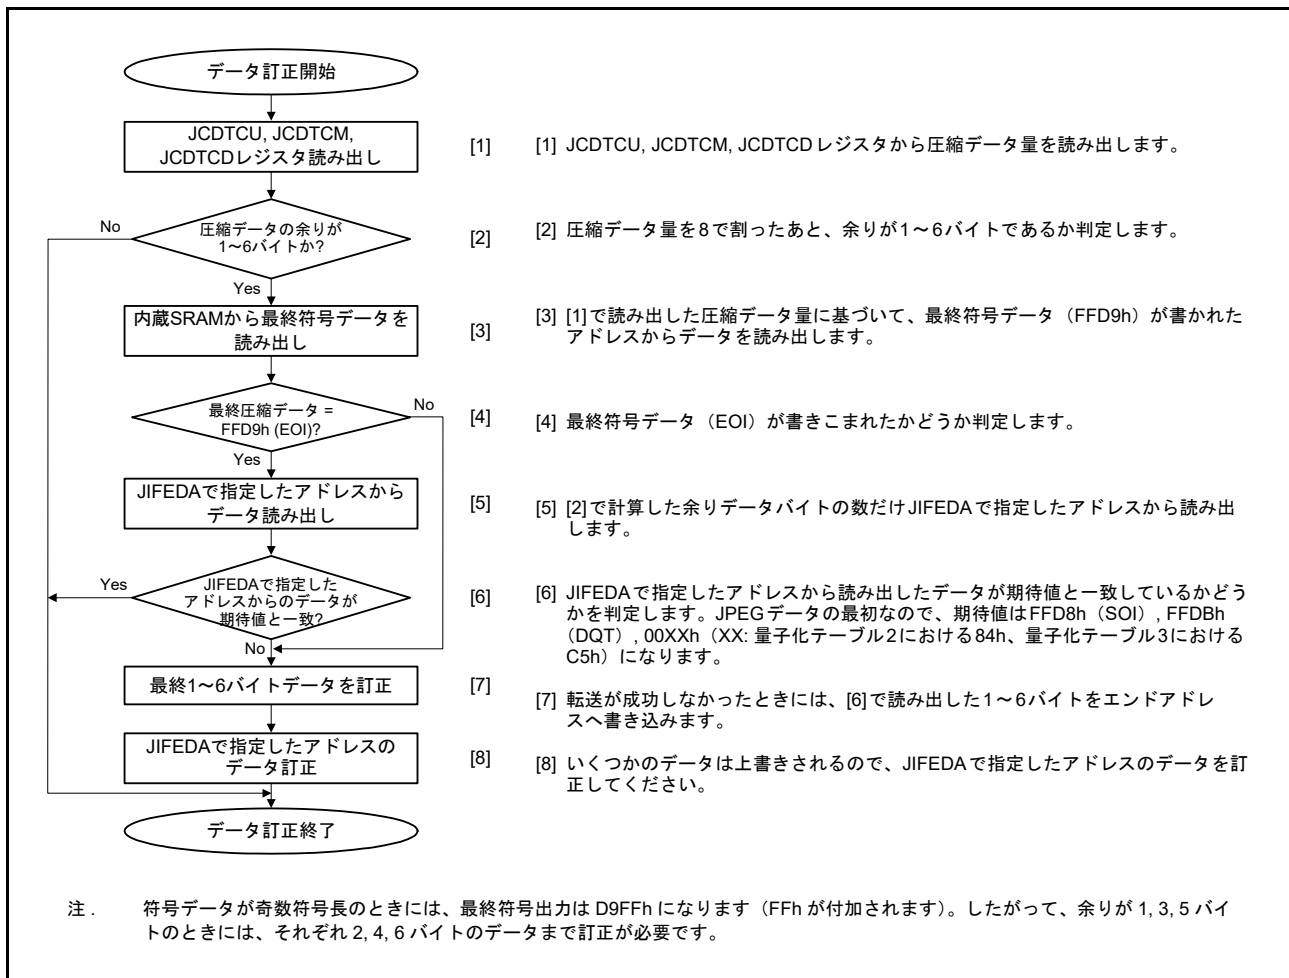 データ訂正開始
JCDTCU, JCDTCM,
JCDTCDレジスタ読み出し
[1]
[1] JCDTCU, JCDTCM, JCDTCDレジスタから圧縮データ量を読み出します。
No
圧縮データの余りが
1～6バイトか?
[2]
[2] 圧縮データ量を8で割ったあと、余りが1～6バイトであるか判定します。
Yes
内蔵SRAMから最終符号データを
読み出し
[3]
[3] [1]で読み出した圧縮データ量に基づいて、最終符号データ（FFD9h）が書かれた
アドレスからデータを読み出します。
最終圧縮データ =
FFD9h (EOI)?
No
[4]
[4] 最終符号データ（EOI）が書きこまれたかどうか判定します。
Yes
JIFEDAで指定したアドレスから
データ読み出し
[5]
[5] [2]で計算した余りデータバイトの数だけJIFEDAで指定したアドレスから読み出
します。
Yes
JIFEDAで指定した
アドレスからのデータが
期待値と一致?
[6]
[6] JIFEDAで指定したアドレスから読み出したデータが期待値と一致しているかどう
かを判定します。JPEGデータの最初なので、期待値はFFD8h（SOI）, FFDBh
（DQT）, 00XXh（XX: 量子化テーブル2における84h、量子化テーブル3における
C5h）になります。
No
最終1～6バイトデータを訂正
[7]
[7] 転送が成功しなかったときには、[6]で読み出した1～6バイトをエンドアドレ
スへ書き込みます。
JIFEDAで指定したアドレスの
データ訂正
[8]
[8] いくつかのデータは上書きされるので、JIFEDAで指定したアドレスのデータを訂
正してください。
データ訂正終了
注 . 符号データが奇数符号長のときには、最終符号出力は D9FFh になります（FFh が付加されます）。したがって、余りが 1, 3, 5 バイ
トのときには、それぞれ 2, 4, 6 バイトのデータまで訂正が必要です。